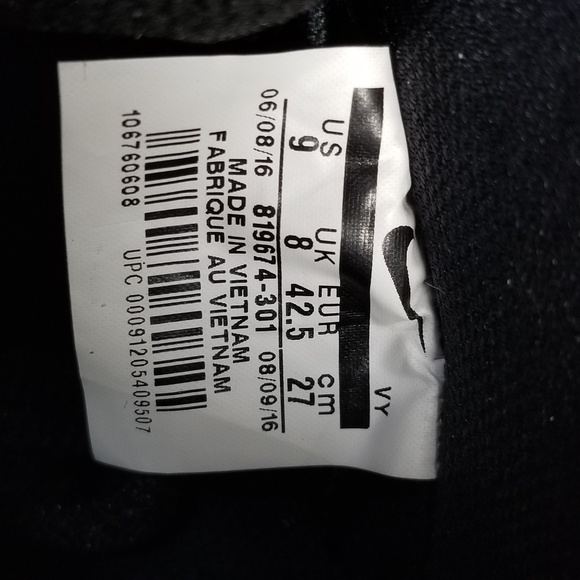 VY
US UK EUR cm
9 8 42.5 27
06/08/16 819674-301 08/09/16
MADE IN VIETNAM
FABRIQUE AU VIETNAM
106760608 UPC 00091205409507